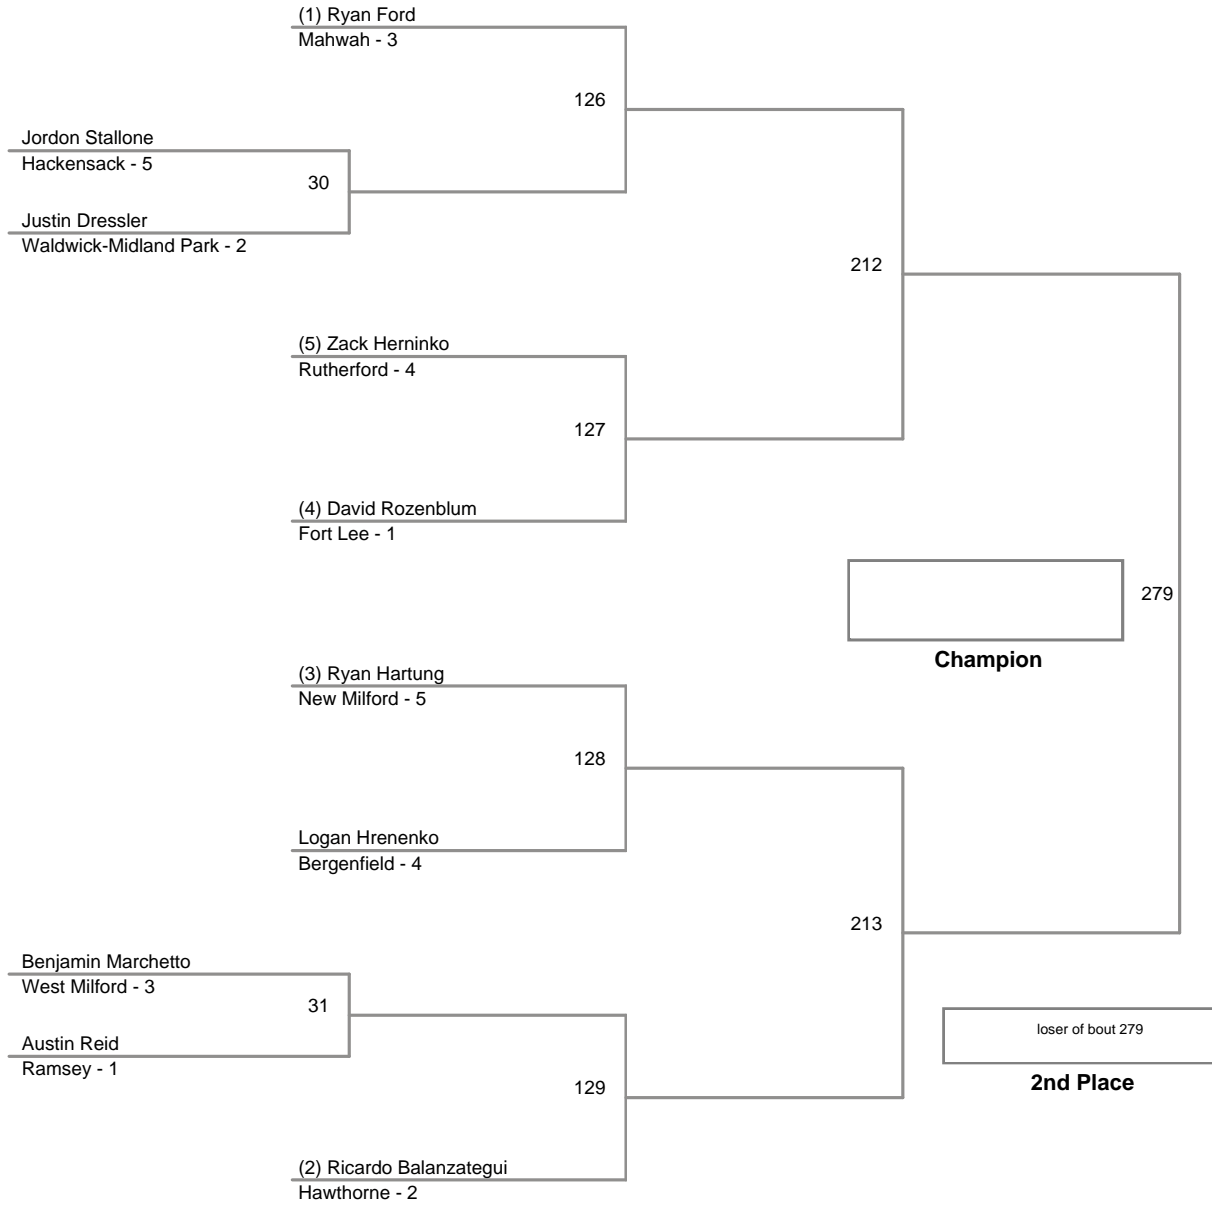 (1) Ryan Ford
Mahwah - 3
126
Jordon Stallone
Hackensack - 5
30
Justin Dressler
Waldwick-Midland Park - 2
212
(5) Zack Herninko
Rutherford - 4
127
(4) David Rozenblum
Fort Lee - 1
279
Champion
(3) Ryan Hartung
New Milford - 5
128
Logan Hrenenko
Bergenfield - 4
213
Benjamin Marchetto
West Milford - 3
31
Austin Reid
Ramsey - 1
loser of bout 279
2nd Place
129
(2) Ricardo Balanzategui
Hawthorne - 2